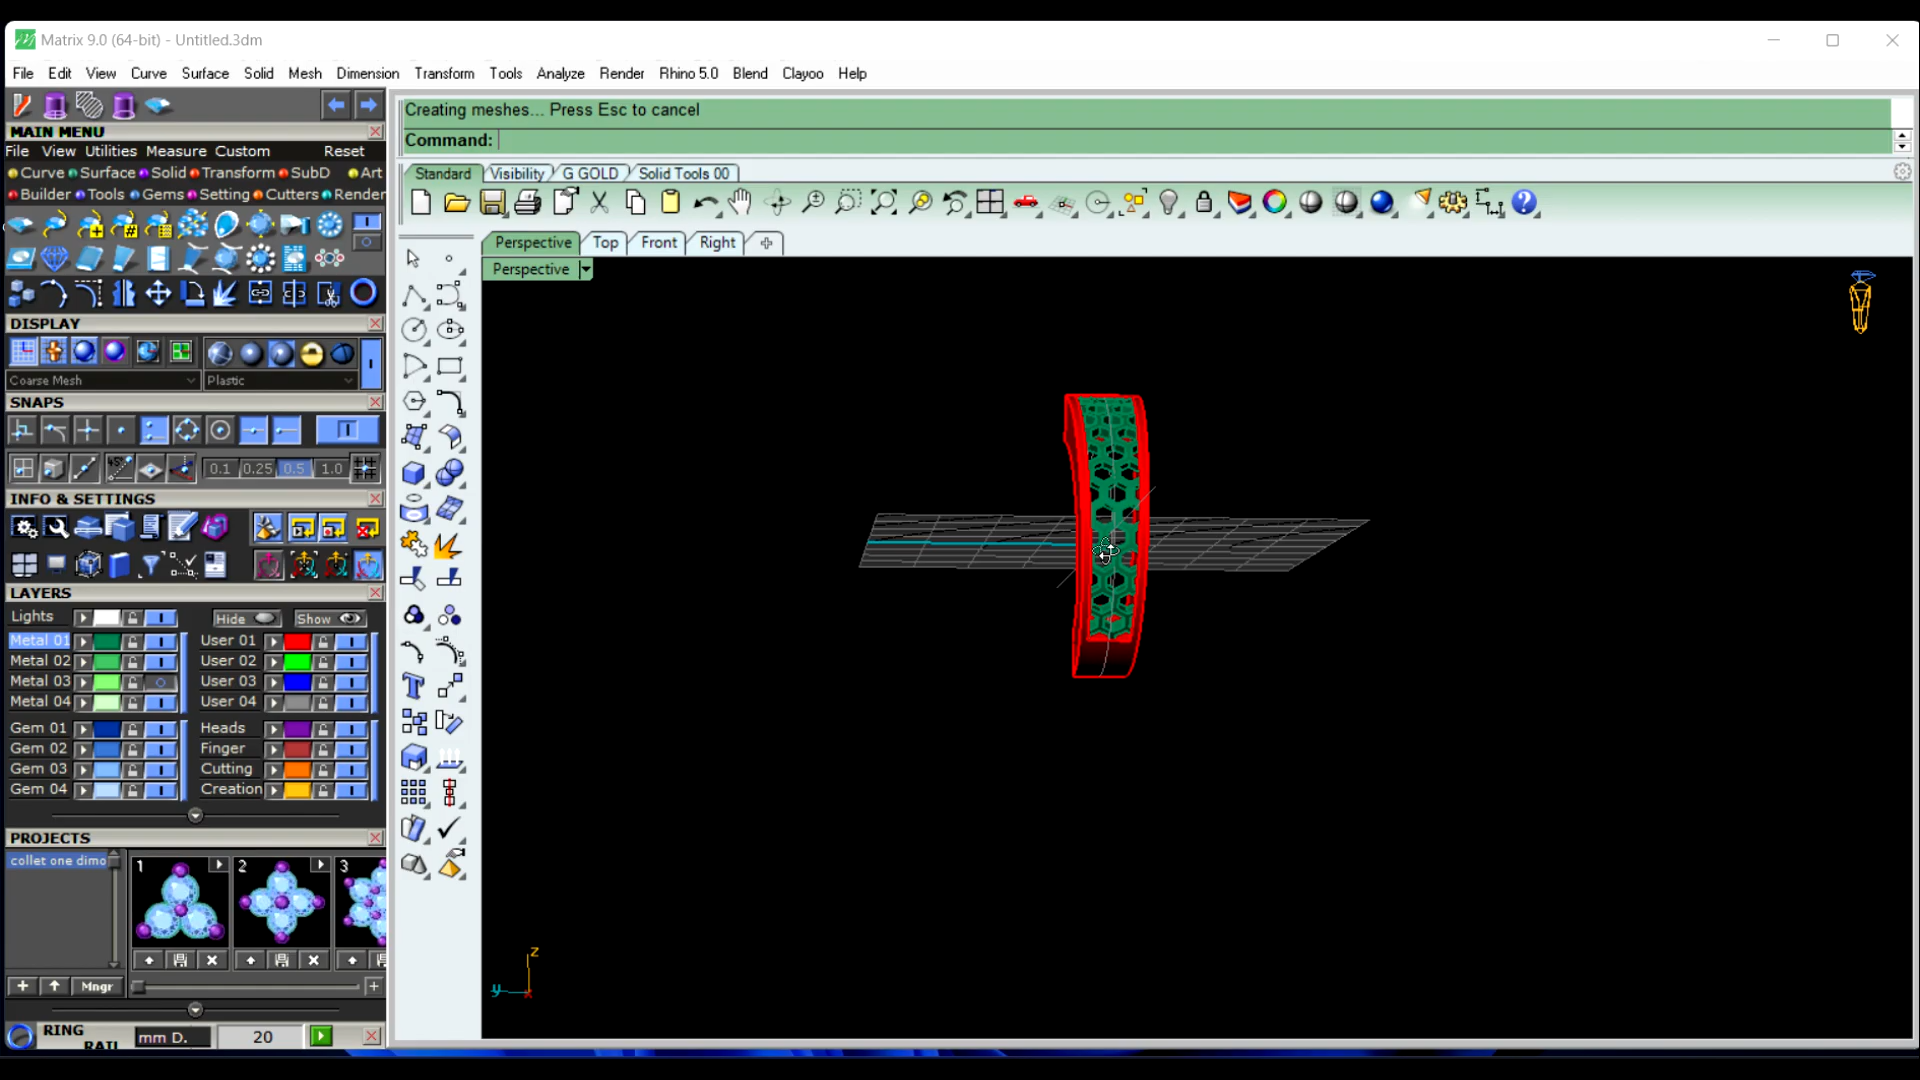 Matrix 9.0 (64-bit) - Untitled.3dm
File Edit View Curve Surface Solid Mesh Dimension Transform Tools Analyze Render Rhino 5.0 Blend Clayoo Help
Creating meshes... Press Esc to cancel
Command:
MAIN MENU
File View Utilities Measure Custom Reset
Curve Surface Solid Transform SubD Art
Builder Tools Gems Setting Cutters Render
Standard Visibility G GOLD Solid Tools 00
Perspective Top Front Right
Perspective
DISPLAY
Coarse Mesh Plastic
SNAPS
45°
0.1 0.25 0.5 1.0
INFO & SETTINGS
LAYERS
Lights Hide Show
Metal 01 User 01
Metal 02 User 02
Metal 03 User 03
Metal 04 User 04
Gem 01 Heads
Gem 02 Finger
Gem 03 Cutting
Gem 04 Creation
PROJECTS
collet one dimo
1 2 3
+ Mngr +
RING RAIL mm D. 20
z
y
x